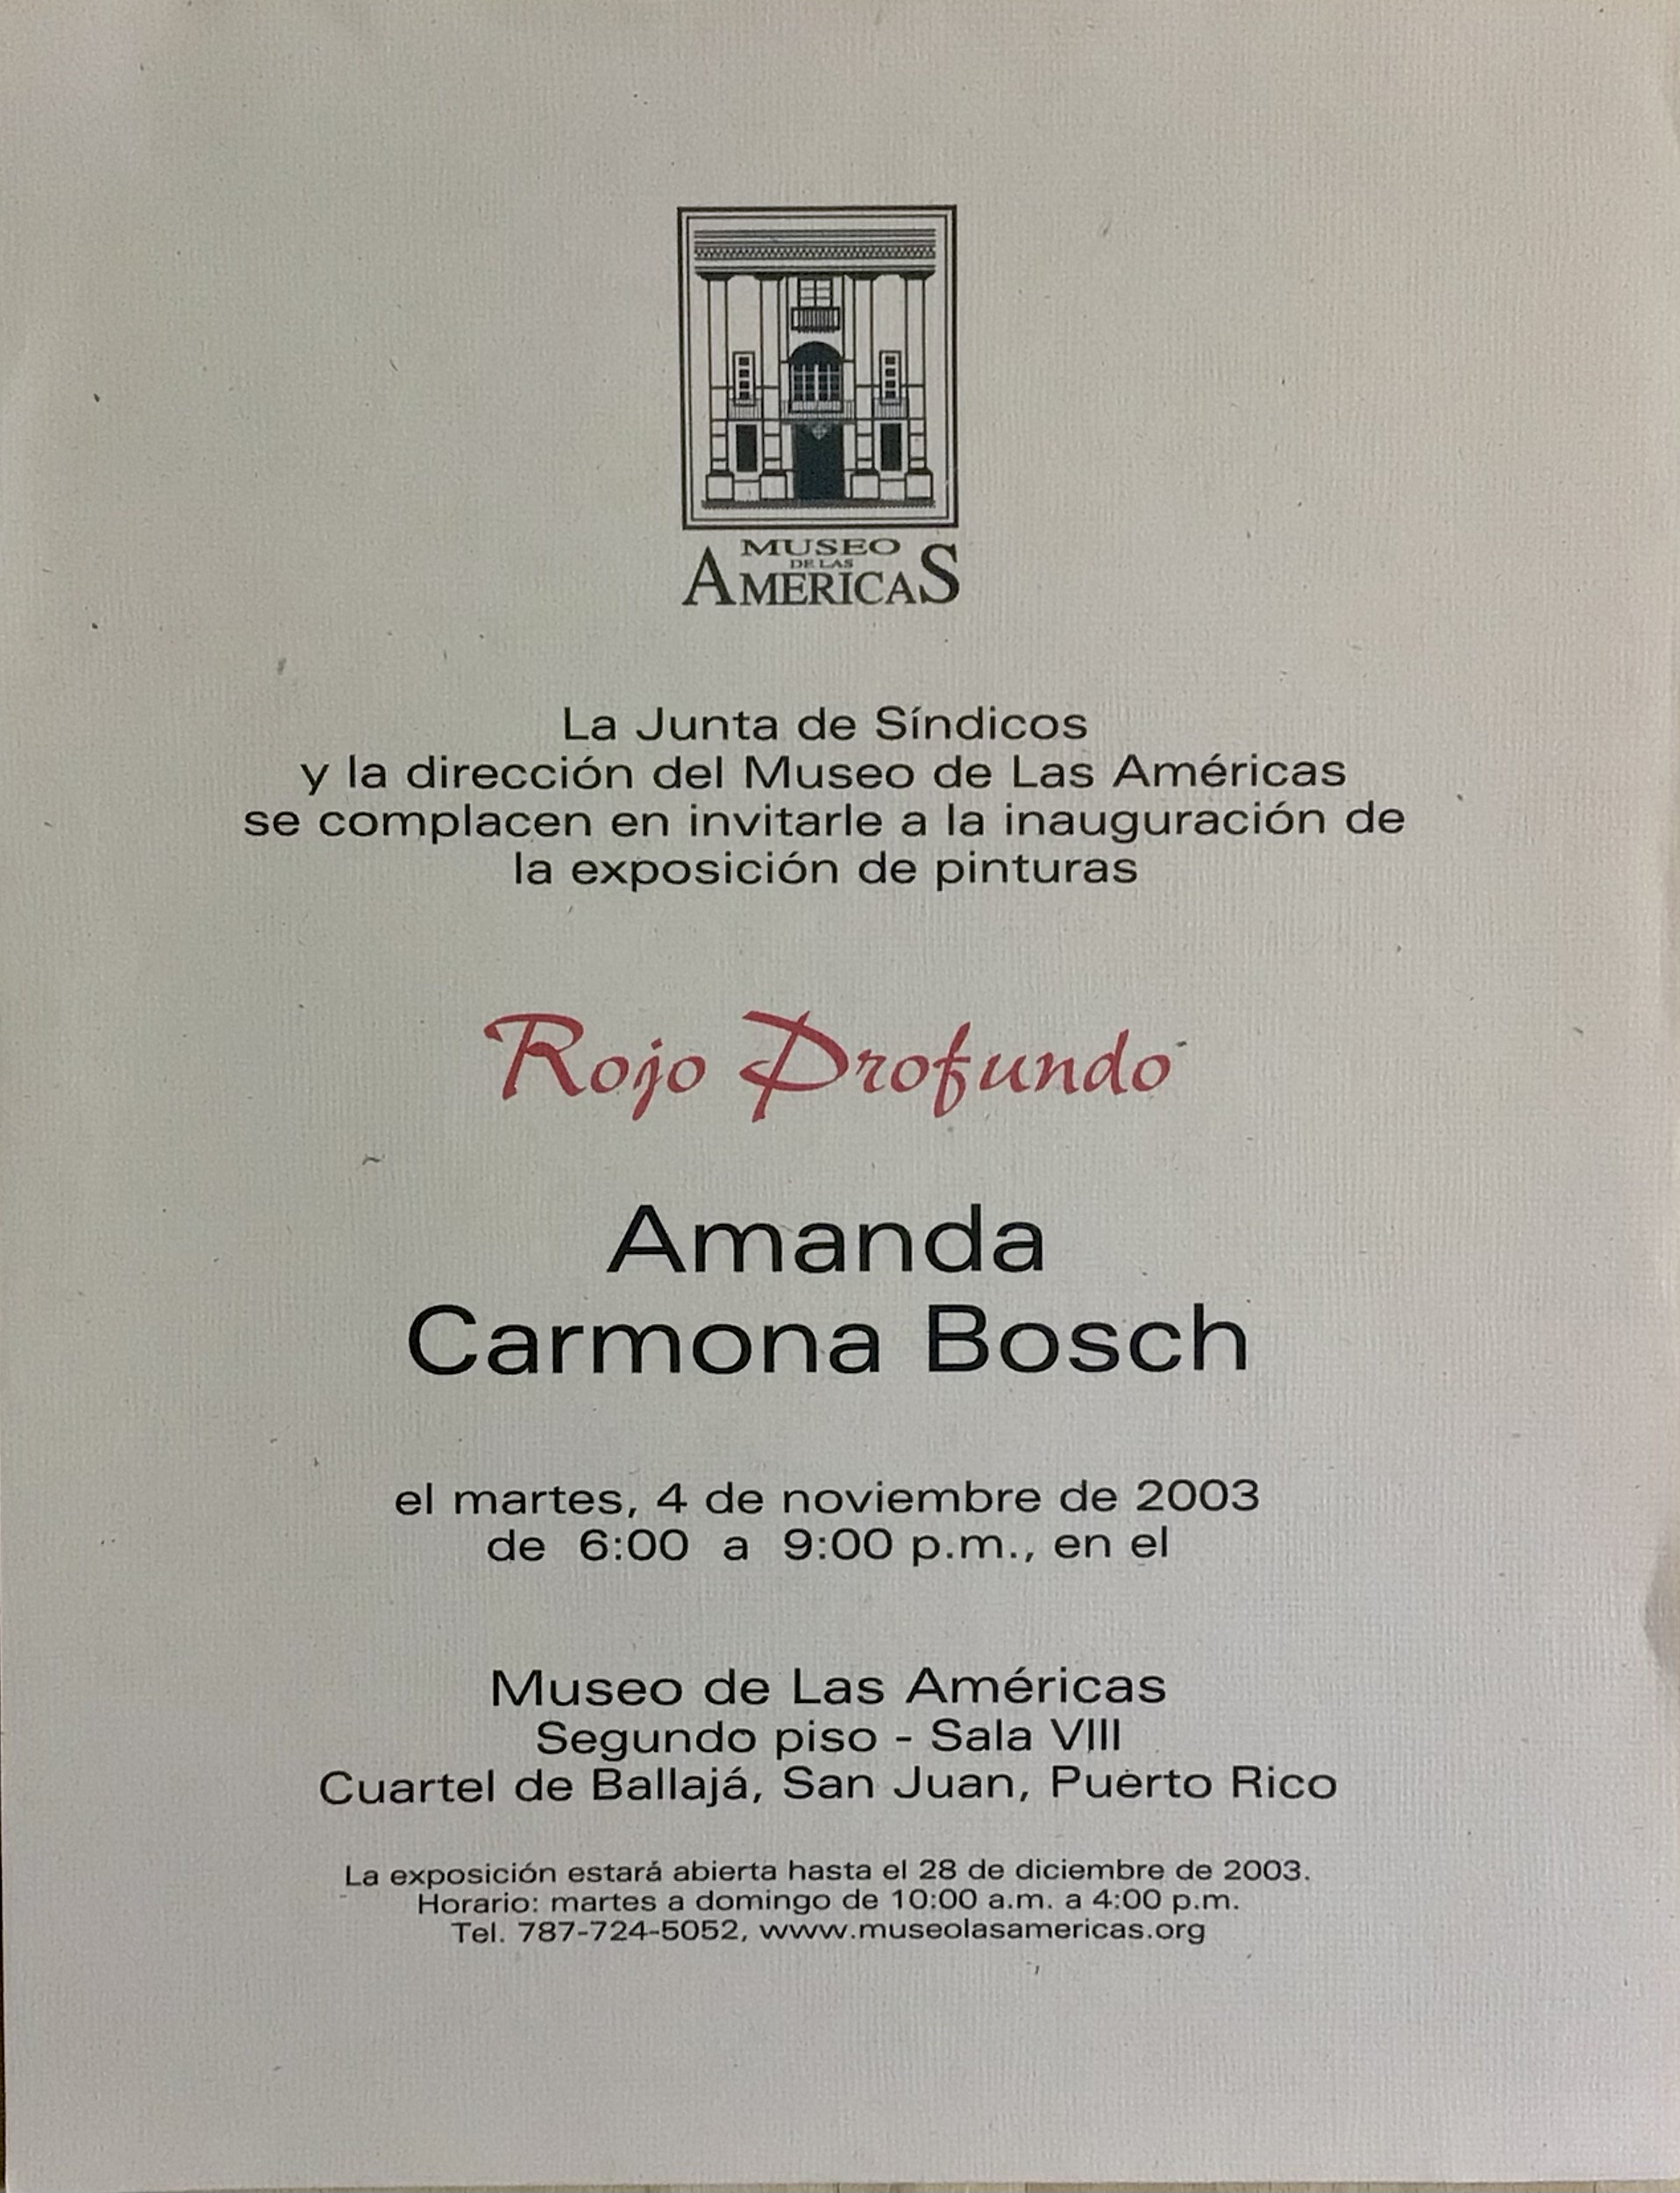 MUSEO
DE LAS
AMERICAS
La Junta de Síndicos
y la dirección del Museo de Las Américas
se complacen en invitarle a la inauguración de
la exposición de pinturas
Rojo Profundo
Amanda
Carmona Bosch
el martes, 4 de noviembre de 2003
de 6:00 a 9:00 p.m., en el
Museo de Las Américas
Segundo piso - Sala VIII
Cuartel de Ballajá, San Juan, Puerto Rico
La exposición estará abierta hasta el 28 de diciembre de 2003.
Horario: martes a domingo de 10:00 a.m. a 4:00 p.m.
Tel. 787-724-5052, www.museolasamericas.org